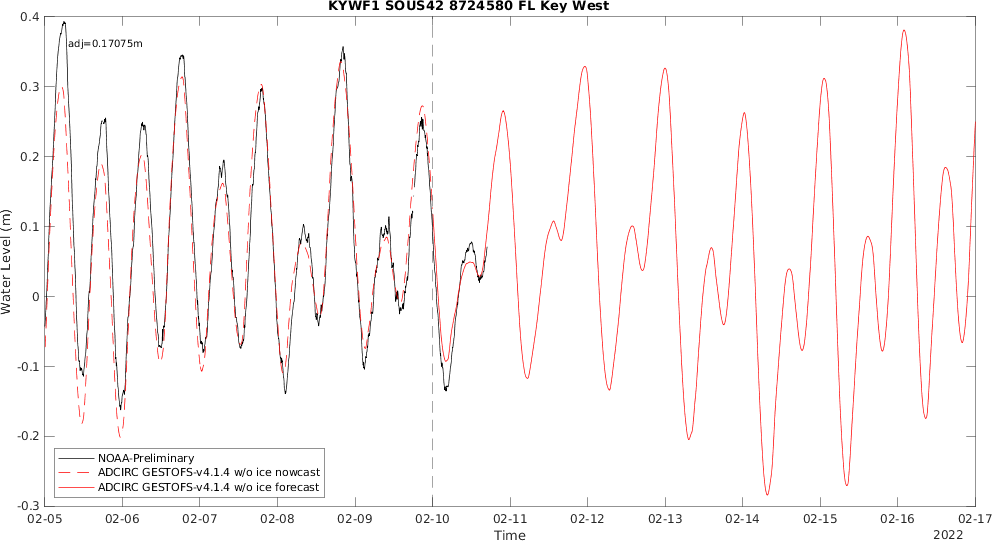 KYWF1 SOUS42 8724580 FL Key West
adj=0.17075m
Water Level (m)
0.4
0.3
0.2
0.1
0
-0.1
-0.2
-0.3
NOAA-Preliminary
ADCIRC GESTOFS-v4.1.4 w/o ice nowcast
ADCIRC GESTOFS-v4.1.4 w/o ice forecast
02-05 02-06 02-07 02-08 02-09 02-10 02-11 02-12 02-13 02-14 02-15 02-16 02-17
Time
2022